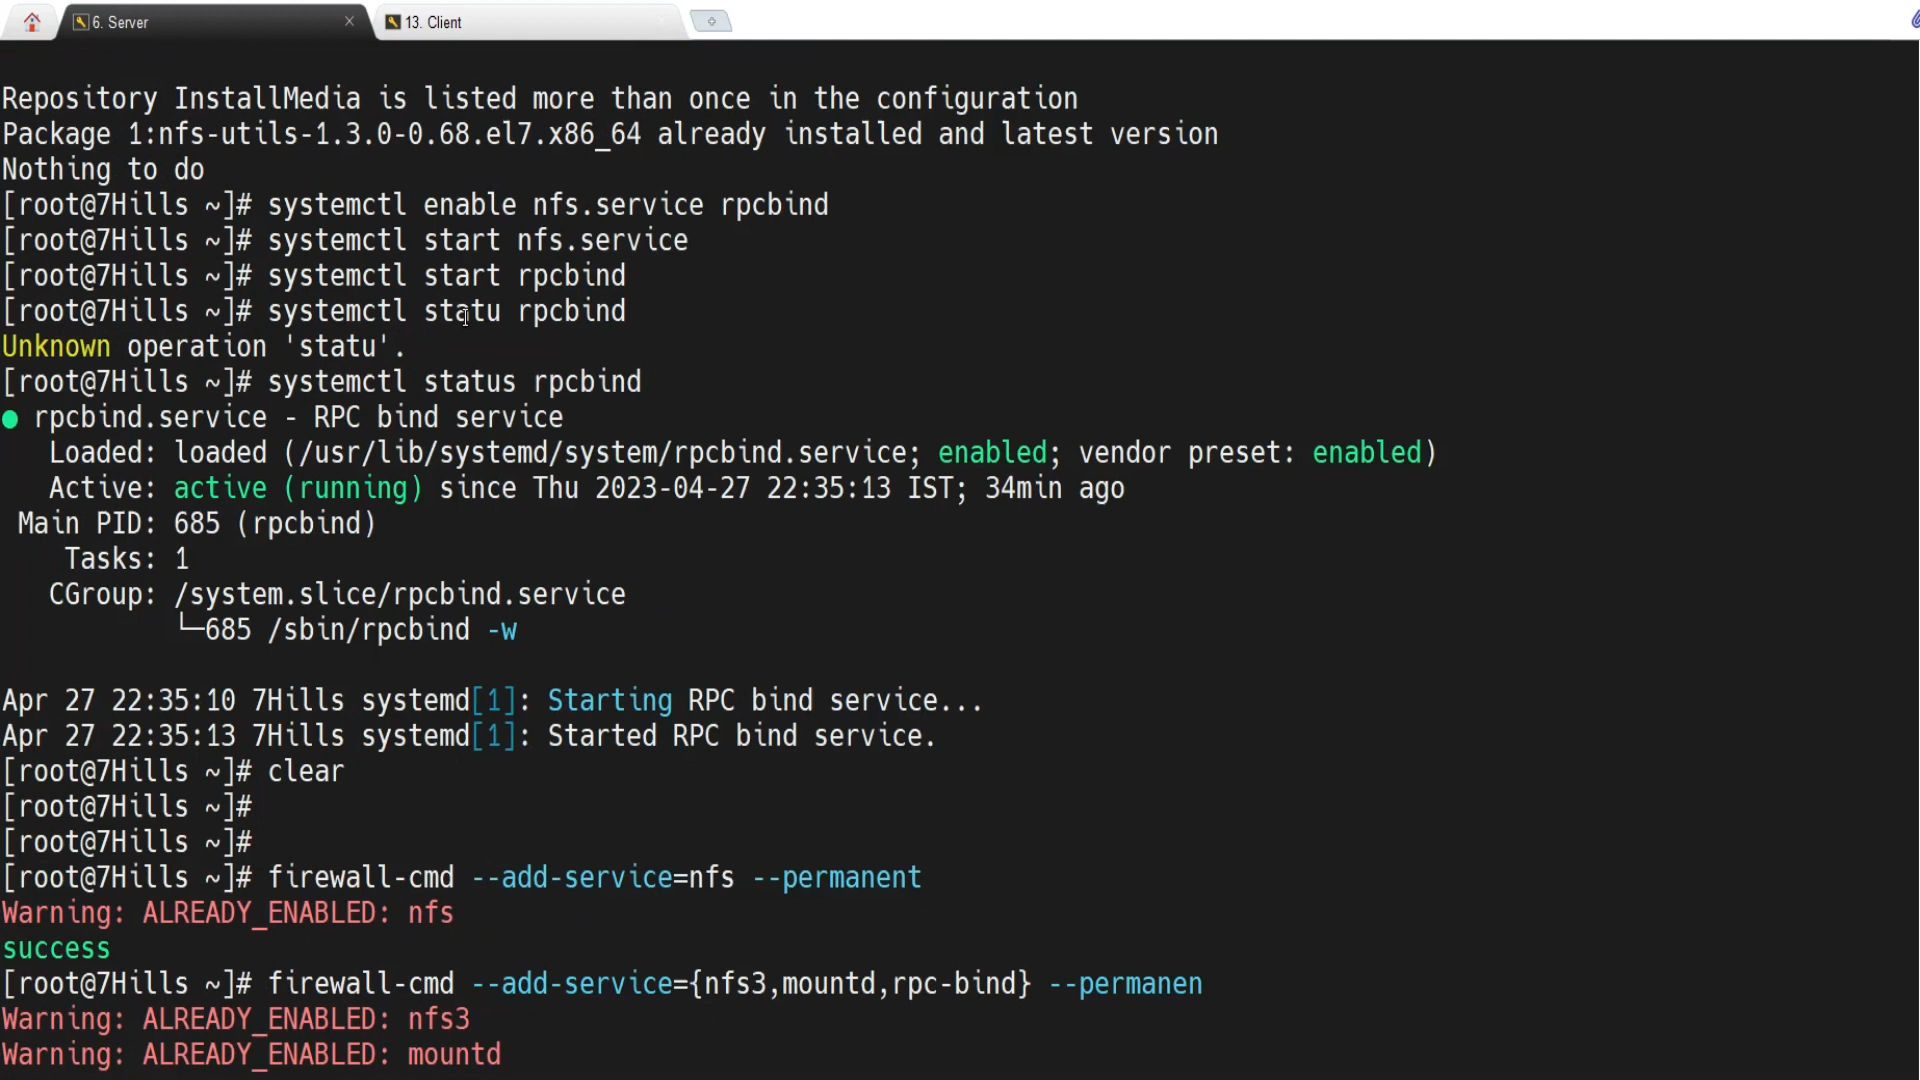 6. Server
13. Client
Repository InstallMedia is listed more than once in the configuration
Package 1:nfs-utils-1.3.0-0.68.el7.x86_64 already installed and latest version
Nothing to do
[root@7Hills ~]# systemctl enable nfs.service rpcbind
[root@7Hills ~]# systemctl start nfs.service
[root@7Hills ~]# systemctl start rpcbind
[root@7Hills ~]# systemctl statu rpcbind
Unknown operation 'statu'.
[root@7Hills ~]# systemctl status rpcbind
● rpcbind.service - RPC bind service
   Loaded: loaded (/usr/lib/systemd/system/rpcbind.service; enabled; vendor preset: enabled)
   Active: active (running) since Thu 2023-04-27 22:35:13 IST; 34min ago
 Main PID: 685 (rpcbind)
    Tasks: 1
   CGroup: /system.slice/rpcbind.service
           └─685 /sbin/rpcbind -w
Apr 27 22:35:10 7Hills systemd[1]: Starting RPC bind service...
Apr 27 22:35:13 7Hills systemd[1]: Started RPC bind service.
[root@7Hills ~]# clear
[root@7Hills ~]#
[root@7Hills ~]#
[root@7Hills ~]# firewall-cmd --add-service=nfs --permanent
Warning: ALREADY_ENABLED: nfs
success
[root@7Hills ~]# firewall-cmd --add-service={nfs3,mountd,rpc-bind} --permanen
Warning: ALREADY_ENABLED: nfs3
Warning: ALREADY_ENABLED: mountd